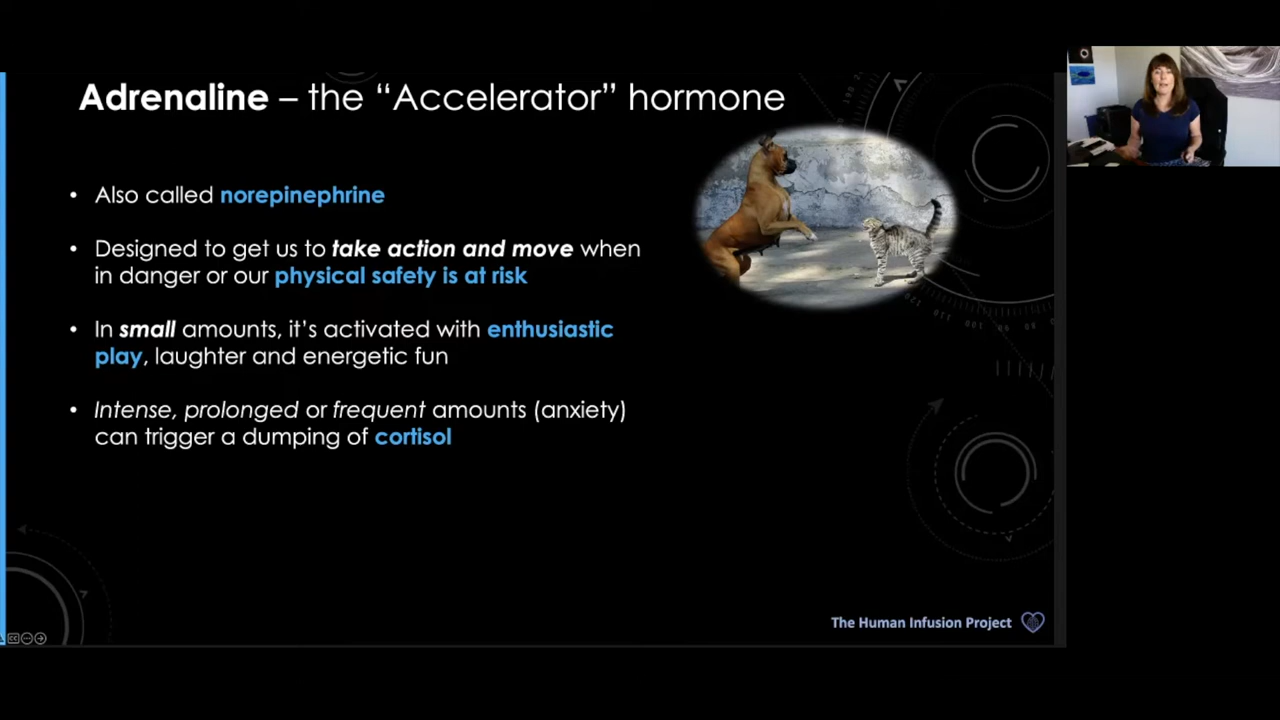 Adrenaline – the “Accelerator” hormone
• Also called norepinephrine
• Designed to get us to take action and move when
in danger or our physical safety is at risk
• In small amounts, it’s activated with enthusiastic
play, laughter and energetic fun
• Intense, prolonged or frequent amounts (anxiety)
can trigger a dumping of cortisol
The Human Infusion Project